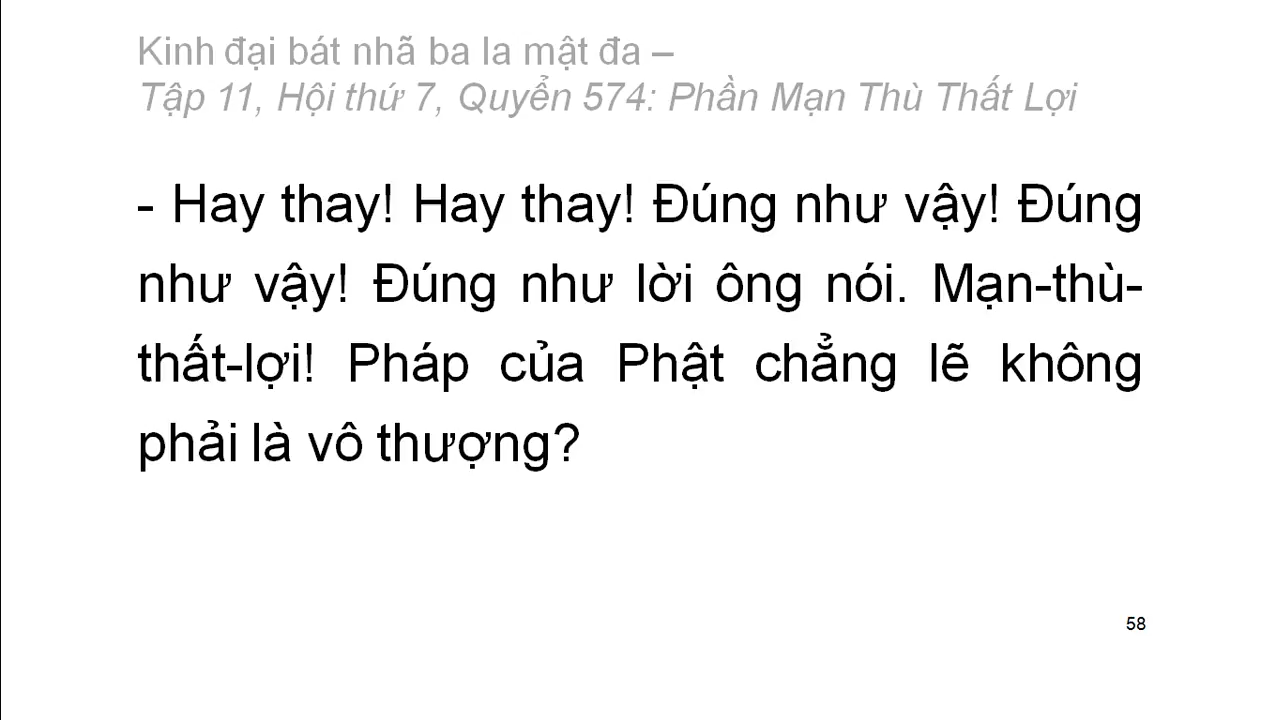 Kinh đại bát nhã ba la mật đa –
Tập 11, Hội thứ 7, Quyển 574: Phần Mạn Thù Thất Lợi
- Hay thay! Hay thay! Đúng như vậy! Đúng
như vậy! Đúng như lời ông nói. Mạn-thù-
thất-lợi! Pháp của Phật chẳng lẽ không
phải là vô thượng?
58